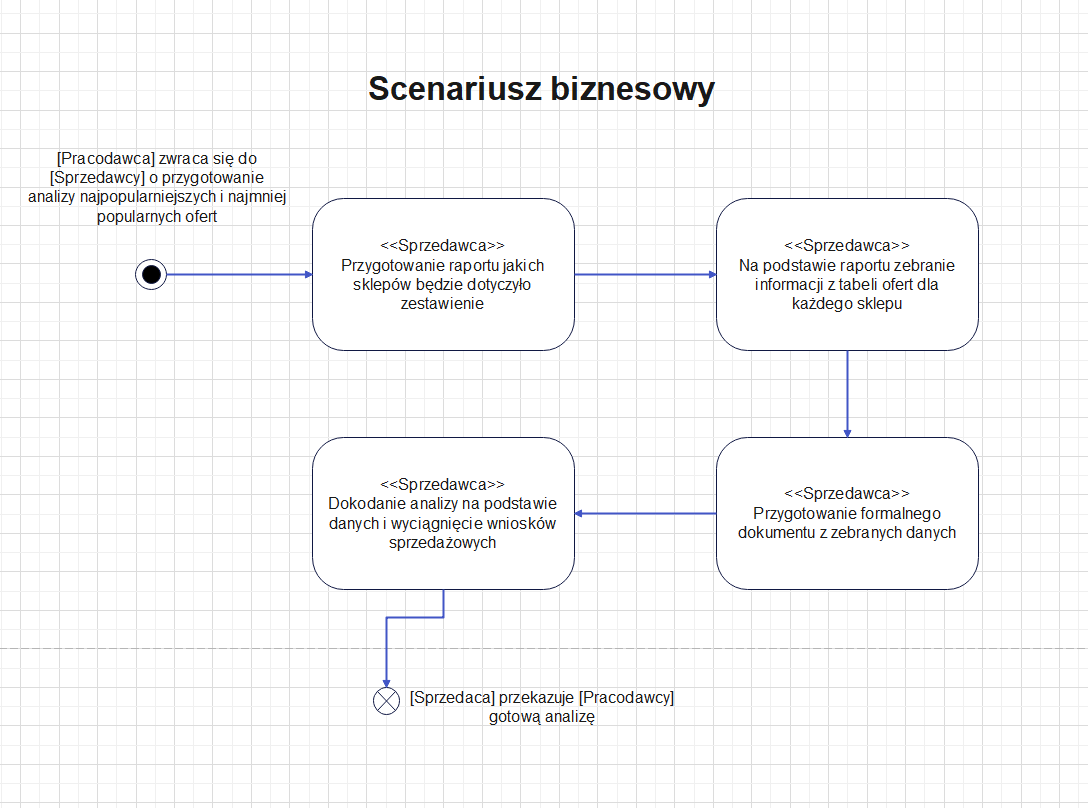 Scenariusz biznesowy
[Pracodawca] zwraca się do
[Sprzedawcy] o przygotowanie
analizy najpopularniejszych i najmniej
popularnych ofert
<<Sprzedawca>>
Przygotowanie raportu jakich
sklepów będzie dotyczyło
zestawienie
<<Sprzedawca>>
Na podstawie raportu zebranie
informacji z tabeli ofert dla
każdego sklepu
<<Sprzedawca>>
Przygotowanie formalnego
dokumentu z zebranych danych
<<Sprzedawca>>
Dokodanie analizy na podstawie
danych i wyciągnięcie wniosków
sprzedażowych
[Sprzedaca] przekazuje [Pracodawcy]
gotową analizę